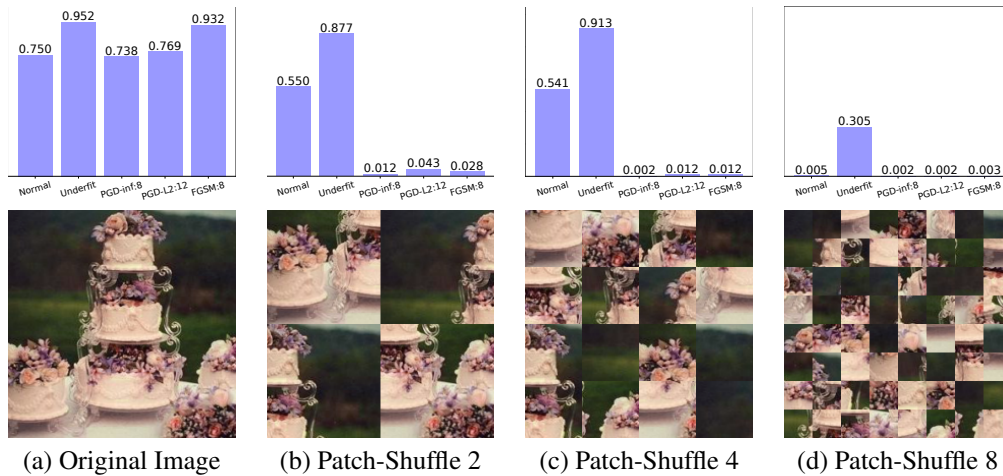 0.750 0.952 0.738 0.769 0.932
Normal Underfit PGD-inf:8 PGD-L2:12 FGSM:8
0.550 0.877 0.012 0.043 0.028
Normal Underfit PGD-inf:8 PGD-L2:12 FGSM:8
0.541 0.913 0.002 0.012 0.012
Normal Underfit PGD-inf:8 PGD-L2:12 FGSM:8
0.005 0.305 0.002 0.002 0.003
Normal Underfit PGD-inf:8 PGD-L2:12 FGSM:8
(a) Original Image
(b) Patch-Shuffle 2
(c) Patch-Shuffle 4
(d) Patch-Shuffle 8